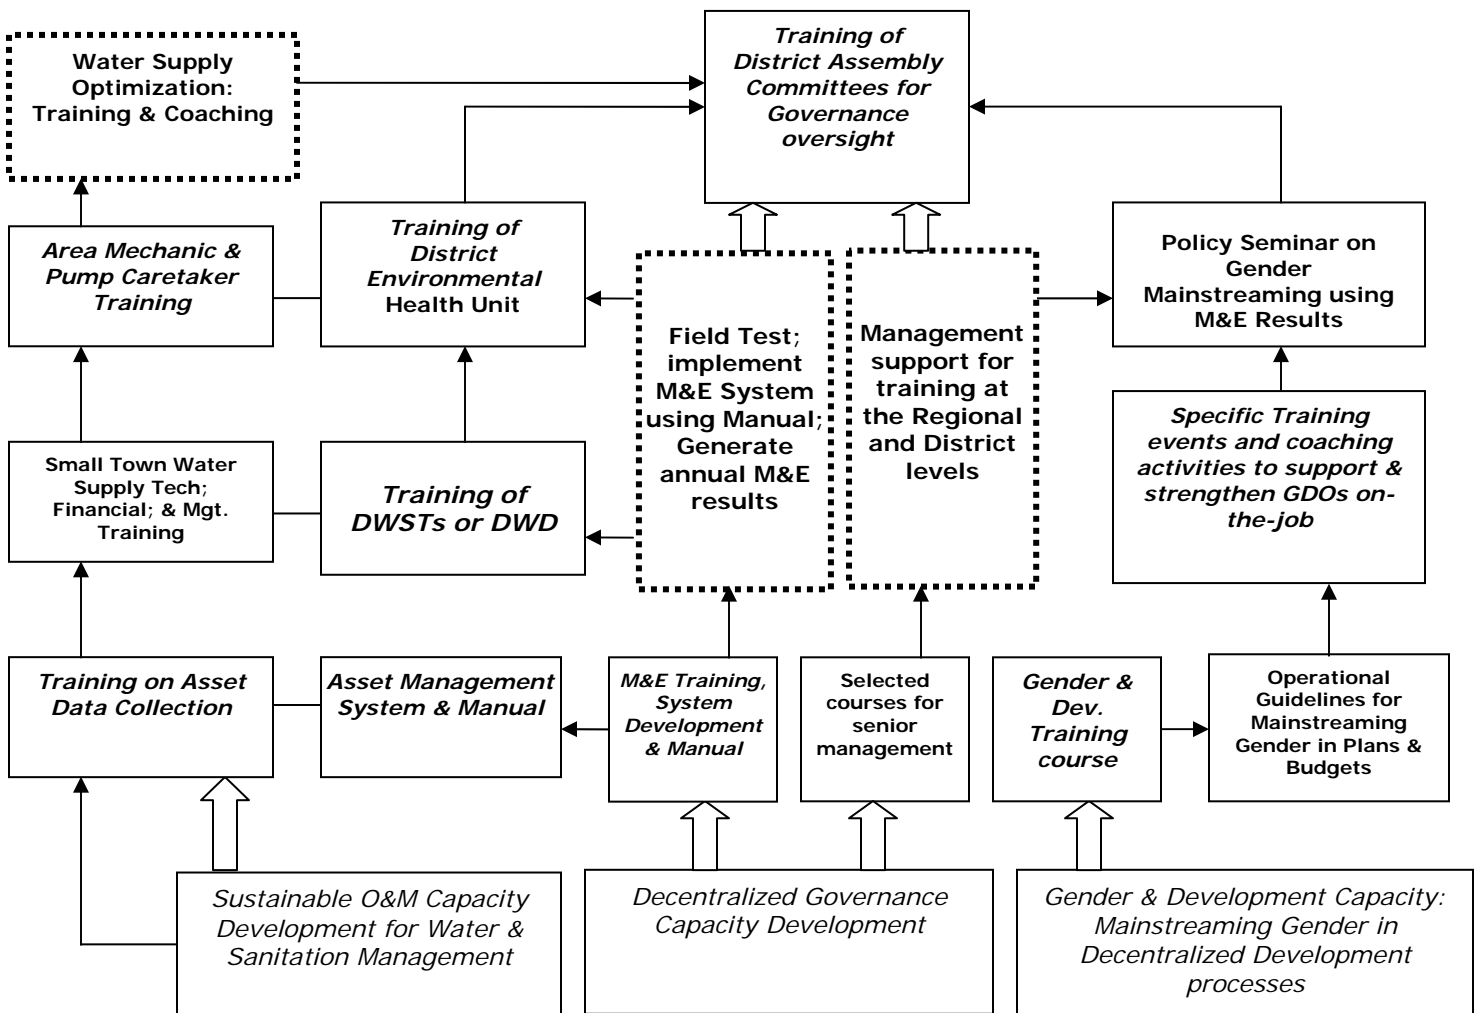 Water Supply
Optimization:
Training & Coaching
Training of
District Assembly
Committees for
Governance
oversight
Area Mechanic &
Pump Caretaker
Training
Training of
District
Environmental
Health Unit
Field Test;
implement
M&E System
using Manual;
Generate
annual M&E
results
Management
support for
training at
the Regional
and District
levels
Policy Seminar on
Gender
Mainstreaming using
M&E Results
Small Town Water
Supply Tech;
Financial; & Mgt.
Training
Training of
DWSTs or DWD
Specific Training
events and coaching
activities to support &
strengthen GDOs on-
the-job
Training on Asset
Data Collection
Asset Management
System & Manual
M&E Training,
System
Development
& Manual
Selected
courses for
senior
management
Gender &
Dev.
Training
course
Operational
Guidelines for
Mainstreaming
Gender in Plans &
Budgets
Sustainable O&M Capacity
Development for Water &
Sanitation Management
Decentralized Governance
Capacity Development
Gender & Development Capacity:
Mainstreaming Gender in
Decentralized Development
processes